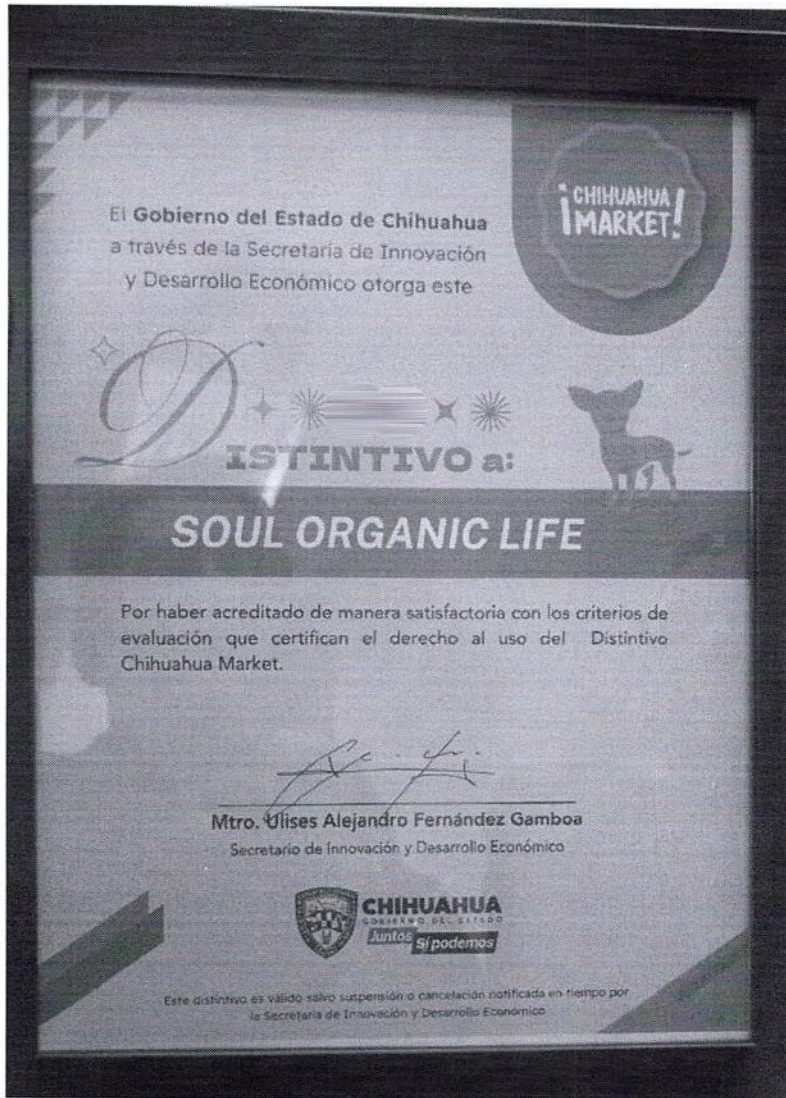 El Gobierno del Estado de Chihuahua
a través de la Secretaría de Innovación
y Desarrollo Económico otorga este
¡CHIHUAHUA
MARKET!
DISTINTIVO a:
SOUL ORGANIC LIFE
Por haber acreditado de manera satisfactoria con los criterios de
evaluación que certifican el derecho al uso del Distintivo
Chihuahua Market.
Mtro. Ulises Alejandro Fernández Gamboa
Secretario de Innovación y Desarrollo Económico
CHIHUAHUA
GOBIERNO DEL ESTADO
Juntos Sí podemos
Este distintivo es válido salvo suspensión o cancelación notificada en tiempo por
la Secretaría de Innovación y Desarrollo Económico